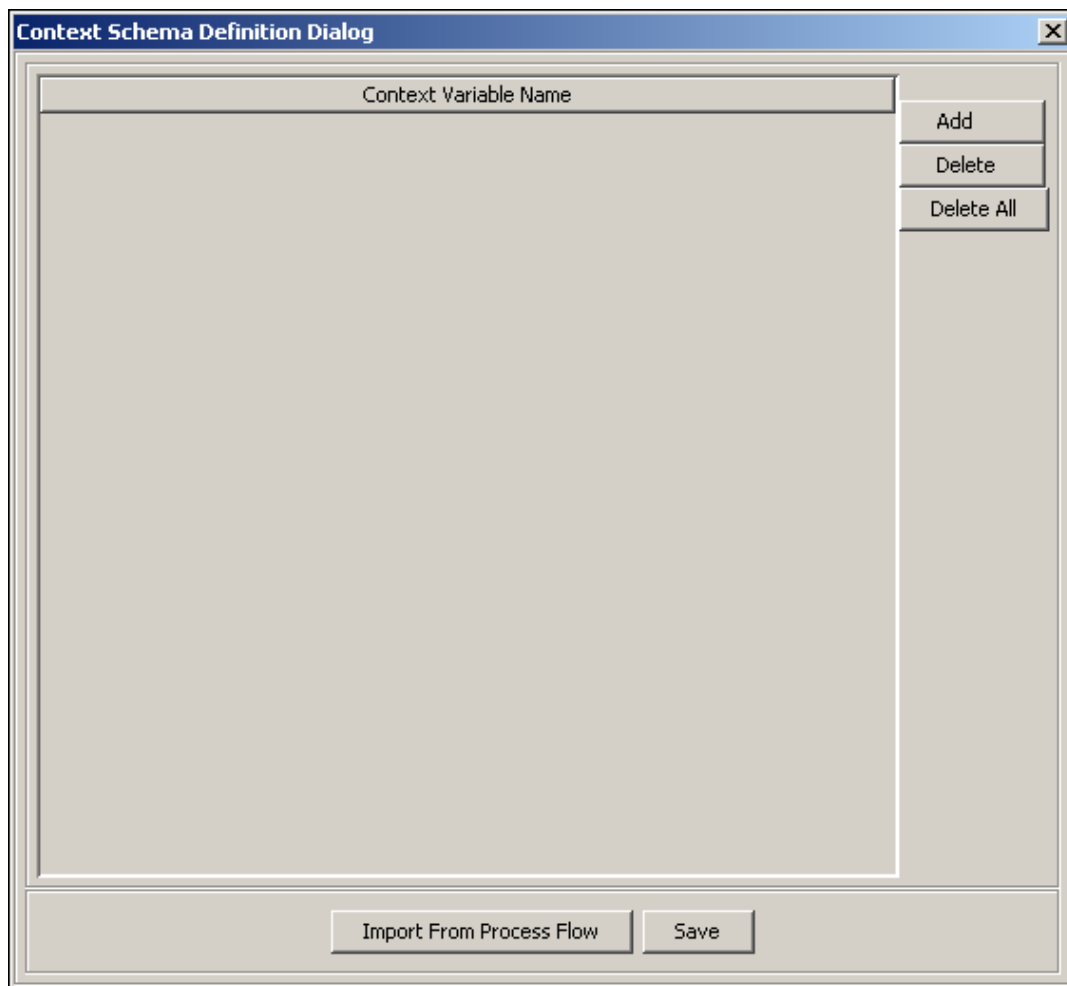 Context Schema Definition Dialog
Context Variable Name
Add
Delete
Delete All
Import From Process Flow
Save